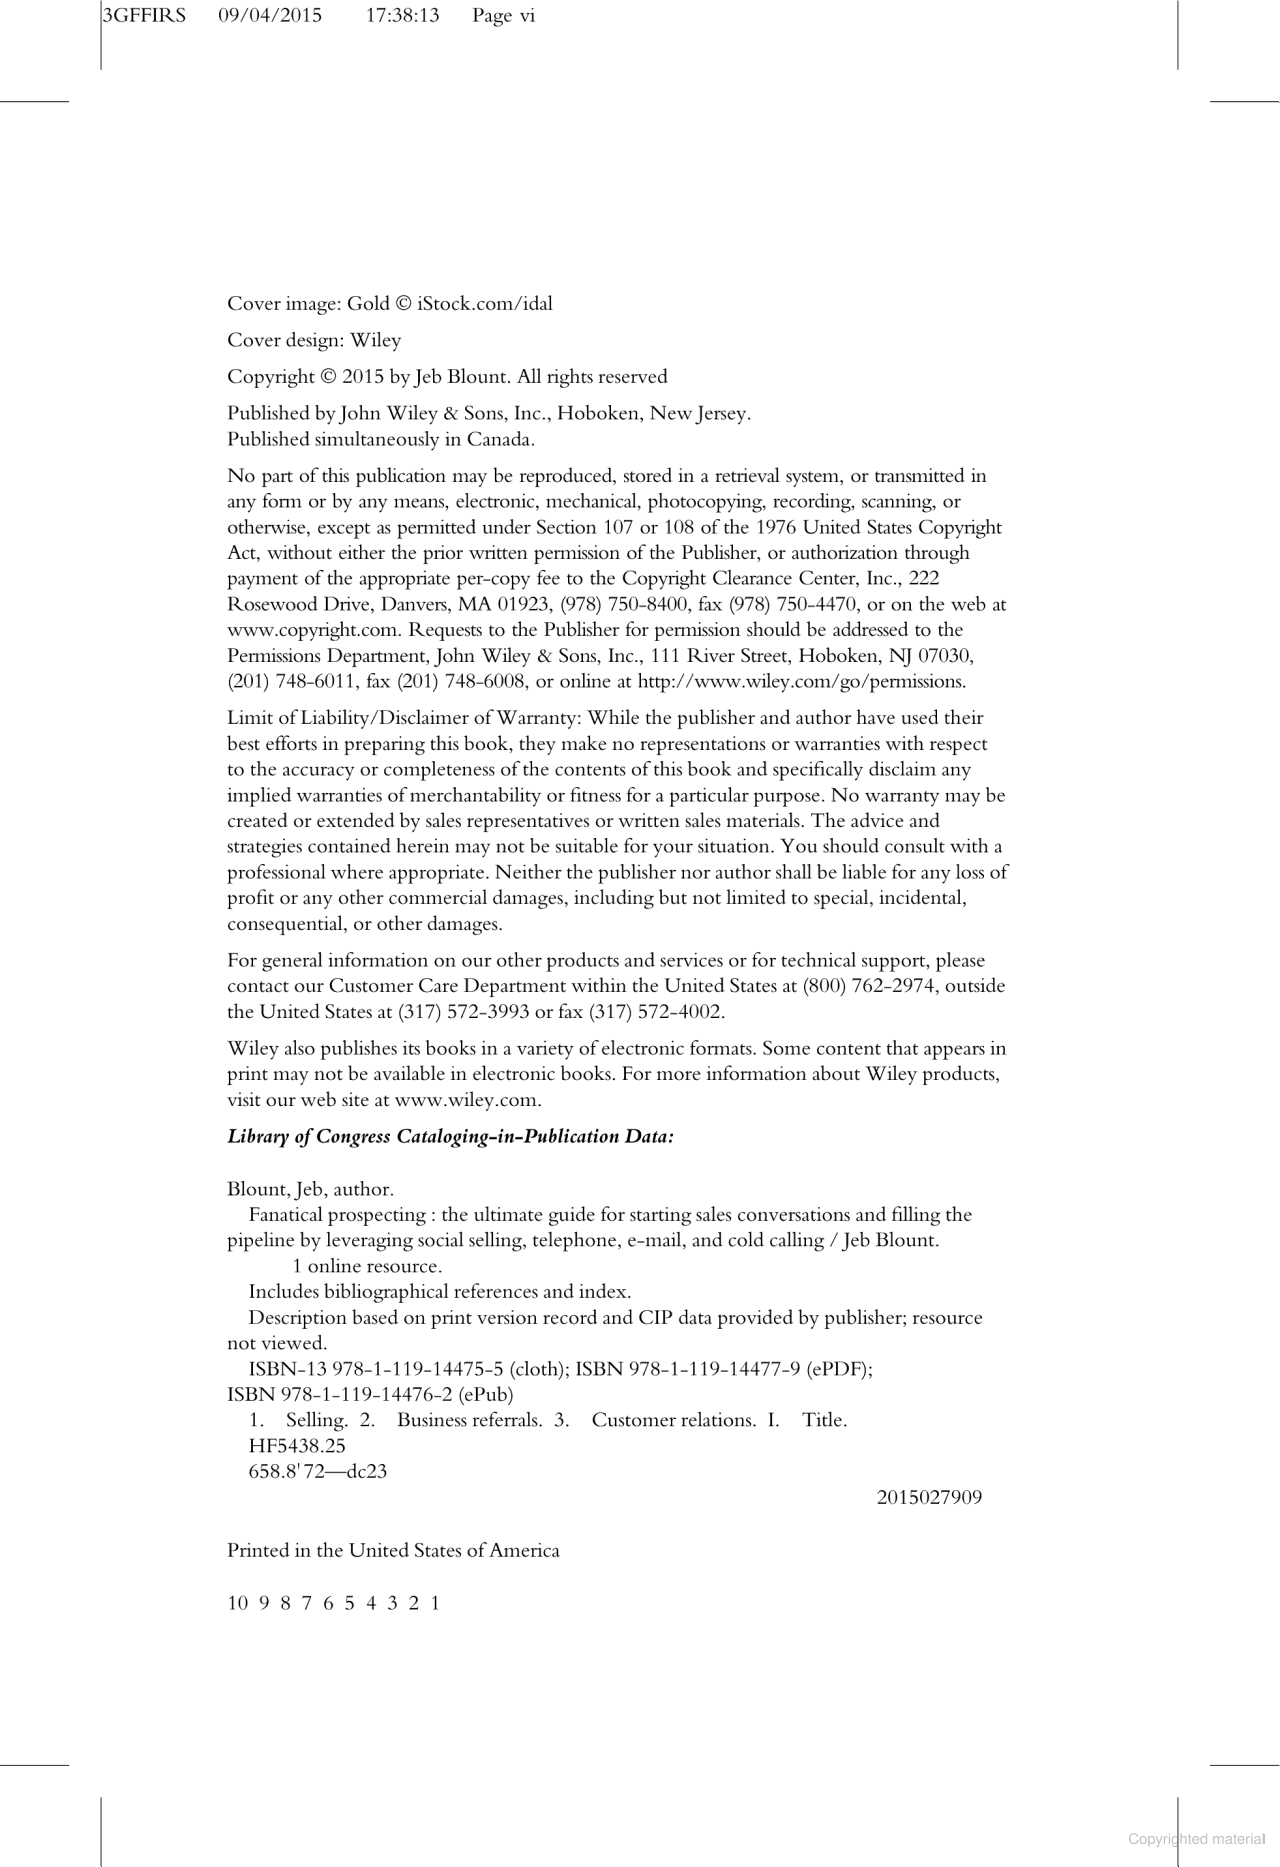 3GFFIRS 09/04/2015 17:38:13 Page vi
Cover image: Gold © iStock.com/idal
Cover design: Wiley
Copyright © 2015 by Jeb Blount. All rights reserved
Published by John Wiley & Sons, Inc., Hoboken, New Jersey.
Published simultaneously in Canada.
No part of this publication may be reproduced, stored in a retrieval system, or transmitted in
any form or by any means, electronic, mechanical, photocopying, recording, scanning, or
otherwise, except as permitted under Section 107 or 108 of the 1976 United States Copyright
Act, without either the prior written permission of the Publisher, or authorization through
payment of the appropriate per-copy fee to the Copyright Clearance Center, Inc., 222
Rosewood Drive, Danvers, MA 01923, (978) 750-8400, fax (978) 750-4470, or on the web at
www.copyright.com. Requests to the Publisher for permission should be addressed to the
Permissions Department, John Wiley & Sons, Inc., 111 River Street, Hoboken, NJ 07030,
(201) 748-6011, fax (201) 748-6008, or online at http://www.wiley.com/go/permissions.
Limit of Liability/Disclaimer of Warranty: While the publisher and author have used their
best efforts in preparing this book, they make no representations or warranties with respect
to the accuracy or completeness of the contents of this book and specifically disclaim any
implied warranties of merchantability or fitness for a particular purpose. No warranty may be
created or extended by sales representatives or written sales materials. The advice and
strategies contained herein may not be suitable for your situation. You should consult with a
professional where appropriate. Neither the publisher nor author shall be liable for any loss of
profit or any other commercial damages, including but not limited to special, incidental,
consequential, or other damages.
For general information on our other products and services or for technical support, please
contact our Customer Care Department within the United States at (800) 762-2974, outside
the United States at (317) 572-3993 or fax (317) 572-4002.
Wiley also publishes its books in a variety of electronic formats. Some content that appears in
print may not be available in electronic books. For more information about Wiley products,
visit our web site at www.wiley.com.
Library of Congress Cataloging-in-Publication Data:
Blount, Jeb, author.
Fanatical prospecting : the ultimate guide for starting sales conversations and filling the
pipeline by leveraging social selling, telephone, e-mail, and cold calling / Jeb Blount.
1 online resource.
Includes bibliographical references and index.
Description based on print version record and CIP data provided by publisher; resource
not viewed.
ISBN-13 978-1-119-14475-5 (cloth); ISBN 978-1-119-14477-9 (ePDF);
ISBN 978-1-119-14476-2 (ePub)
1. Selling. 2. Business referrals. 3. Customer relations. I. Title.
HF5438.25
658.8'72—dc23
2015027909
Printed in the United States of America
10 9 8 7 6 5 4 3 2 1
Copyrighted material